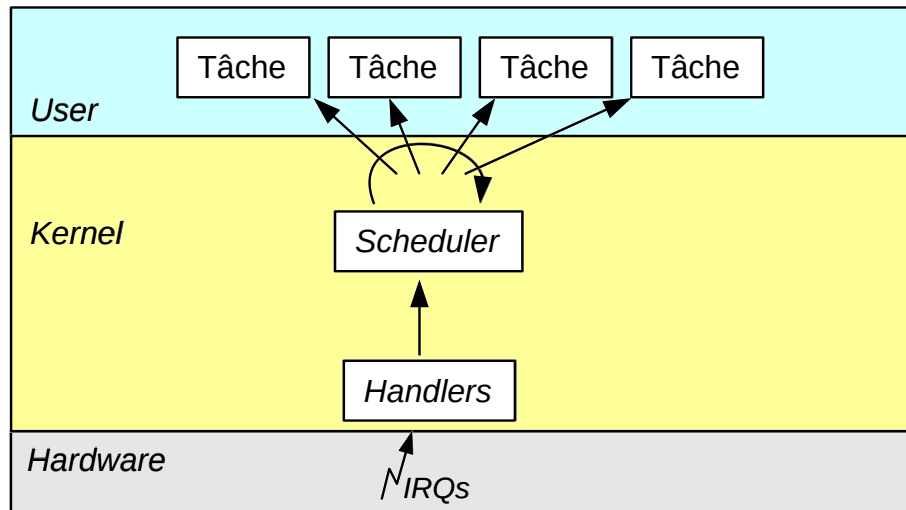 Tâche
Tâche
Tâche
Tâche
User
Kernel
Scheduler
Handlers
Hardware
IRQs